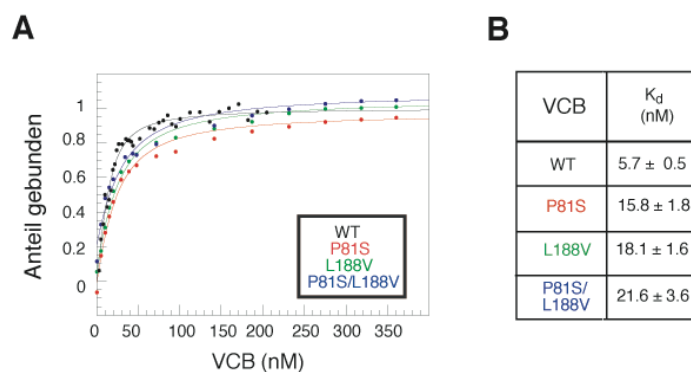 A
B
Anteil gebunden
1
0.8
0.6
0.4
0.2
0
0 50 100 150 200 250 300 350
VCB (nM)
WT
P81S
L188V
P81S/L188V
VCB Kd (nM)
WT 5.7 ± 0.5
P81S 15.8 ± 1.8
L188V 18.1 ± 1.6
P81S/
L188V 21.6 ± 3.6